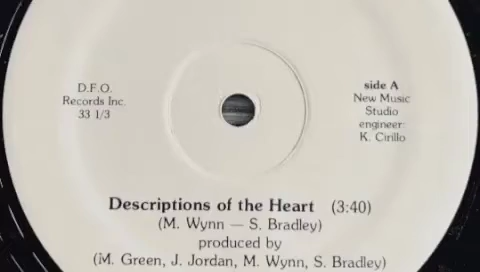 D.F.O.
Records Inc.
33 1/3
side A
New Music
Studio
engineer:
K. Cirillo
Descriptions of the Heart (3:40)
(M. Wynn — S. Bradley)
produced by
(M. Green, J. Jordan, M. Wynn, S. Bradley)